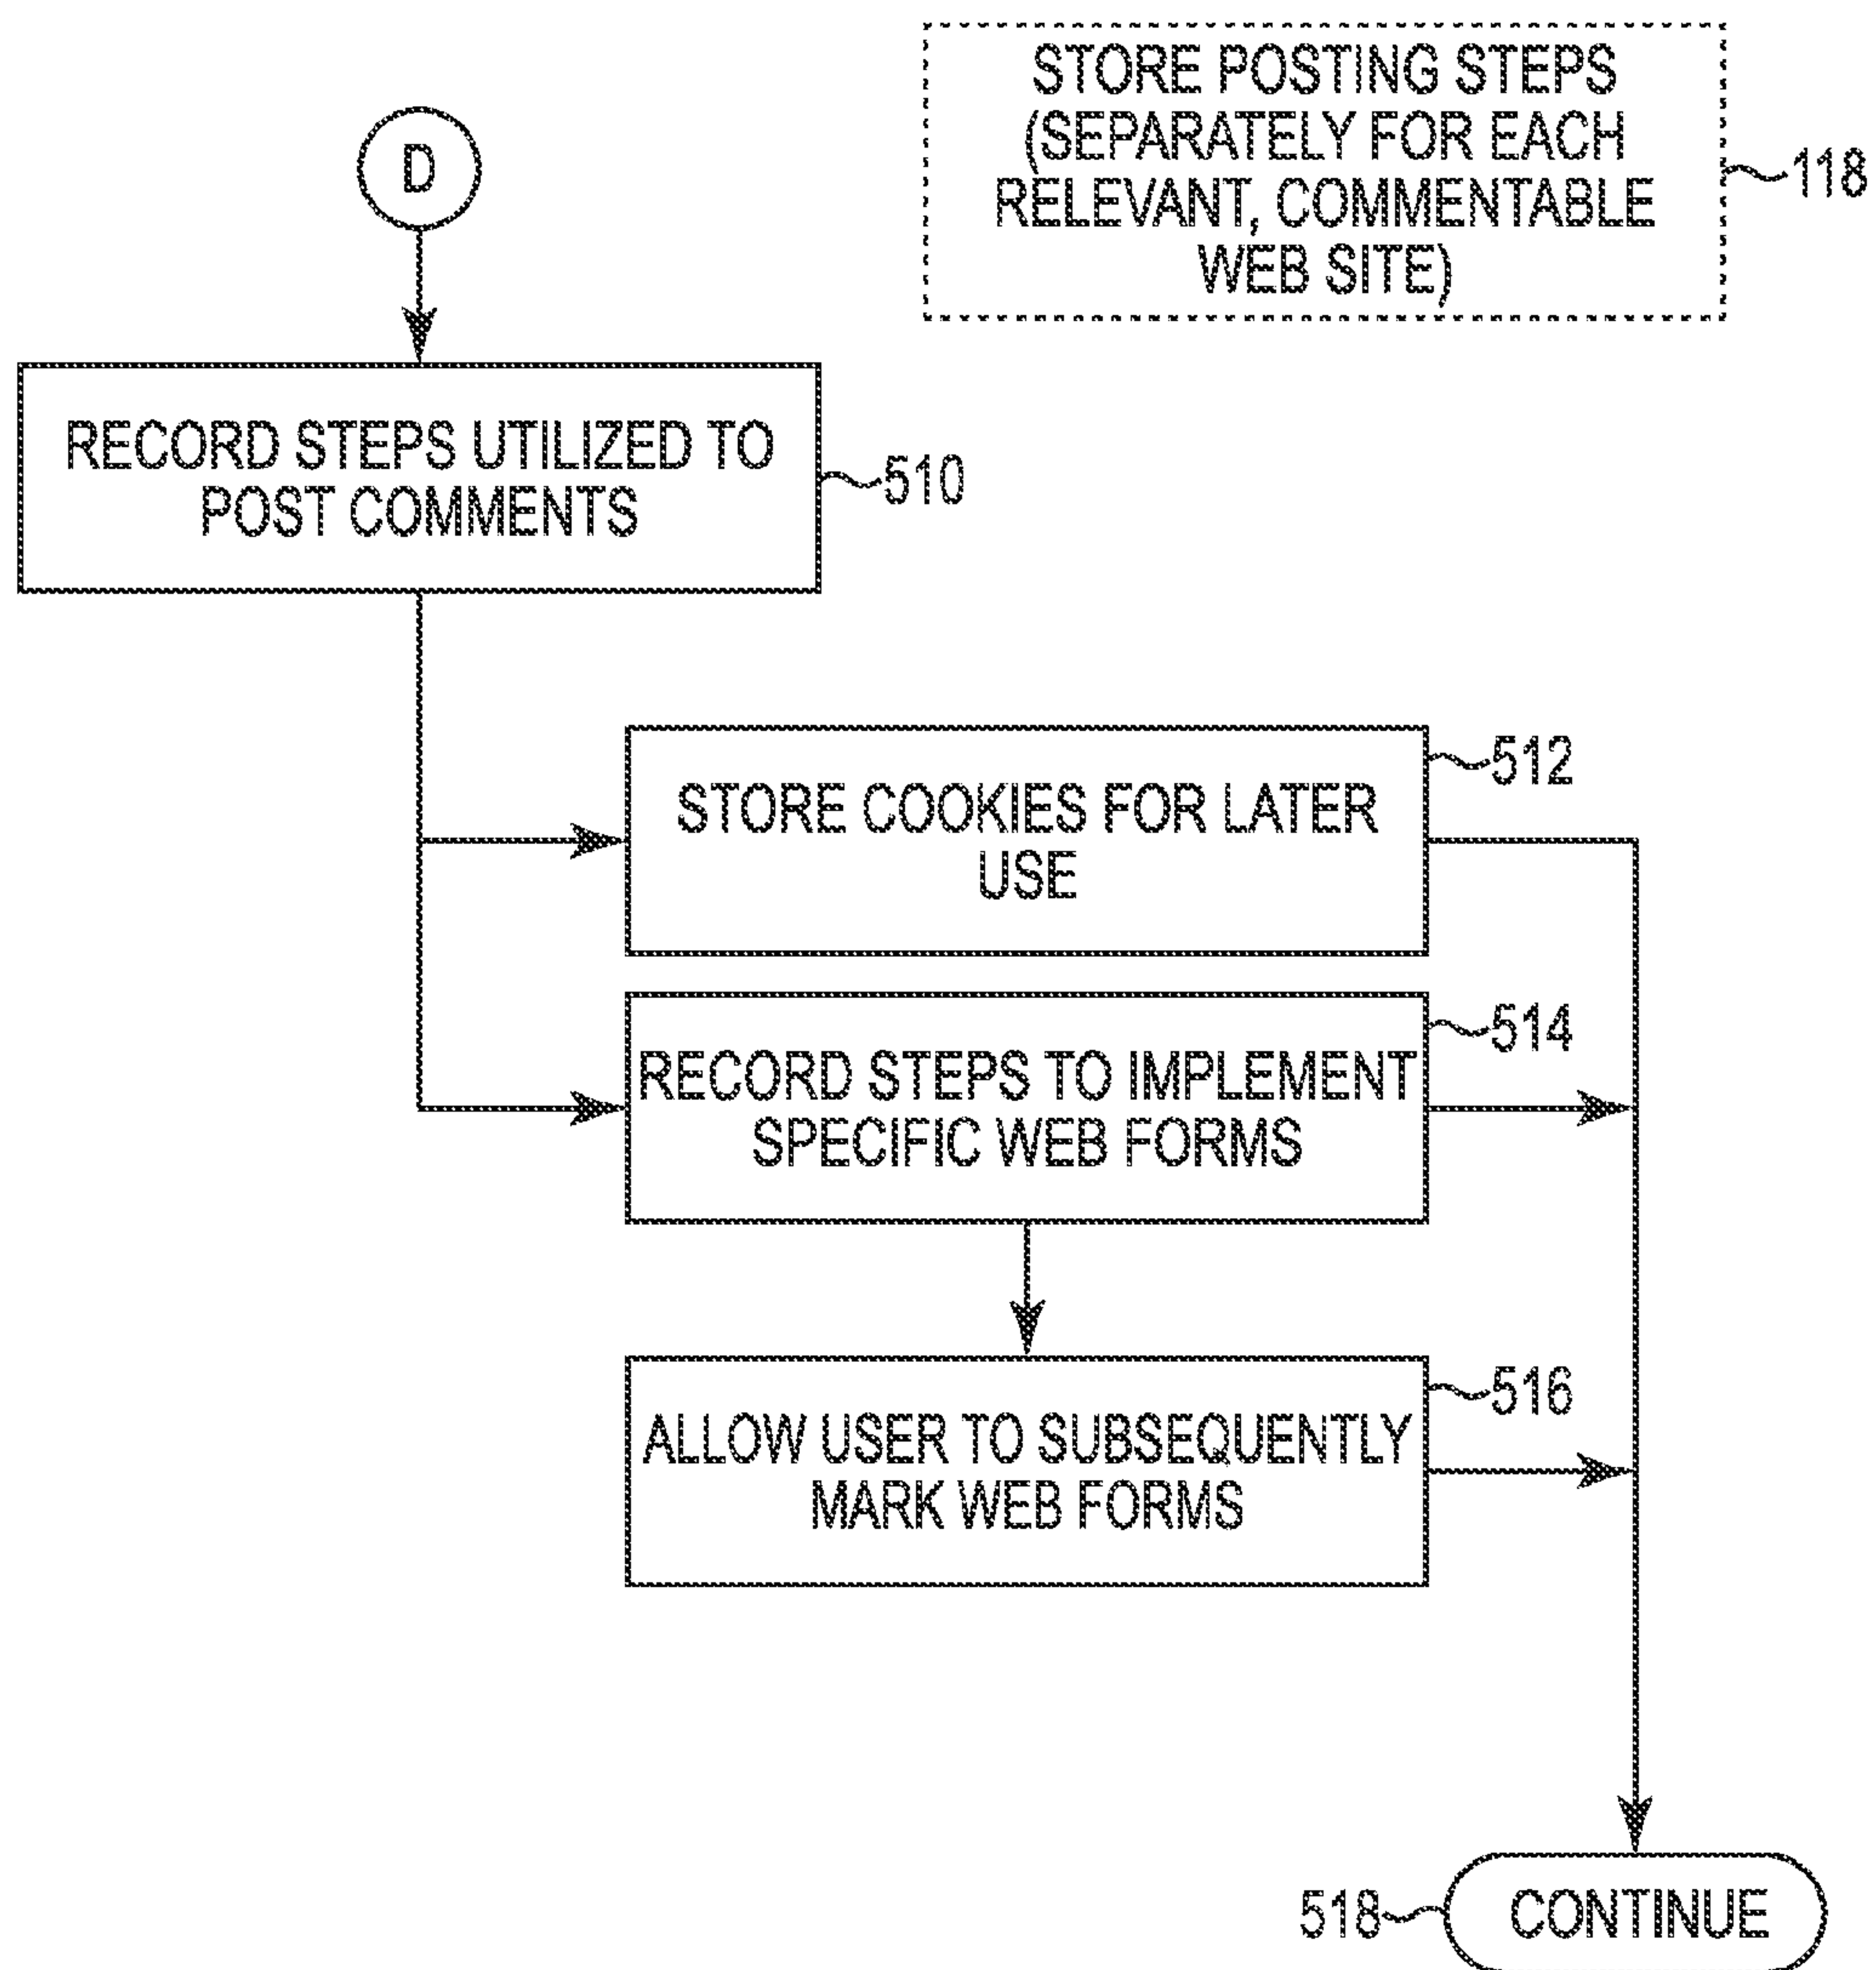 D
STORE POSTING STEPS
(SEPARATELY FOR EACH
RELEVANT, COMMENTABLE
WEB SITE)
118
RECORD STEPS UTILIZED TO
POST COMMENTS
510
STORE COOKIES FOR LATER
USE
512
RECORD STEPS TO IMPLEMENT
SPECIFIC WEB FORMS
514
ALLOW USER TO SUBSEQUENTLY
MARK WEB FORMS
516
518
CONTINUE